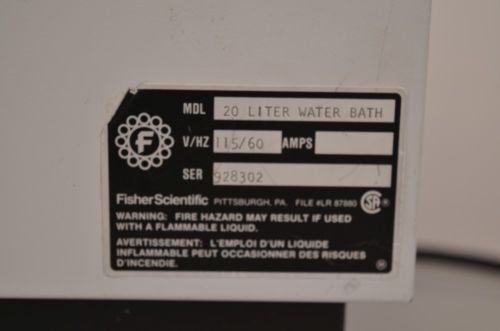 MDL 20 LITER WATER BATH
F
V/HZ 115/60 AMPS
SER 928302
FisherScientific PITTSBURGH, PA. FILE #LR 87880 SA
WARNING: FIRE HAZARD MAY RESULT IF USED
WITH A FLAMMABLE LIQUID.
AVERTISSEMENT: L'EMPLOI D'UN LIQUIDE
INFLAMMABLE PEUT OCCASIONNER DES RISQUES
D'INCENDIE.